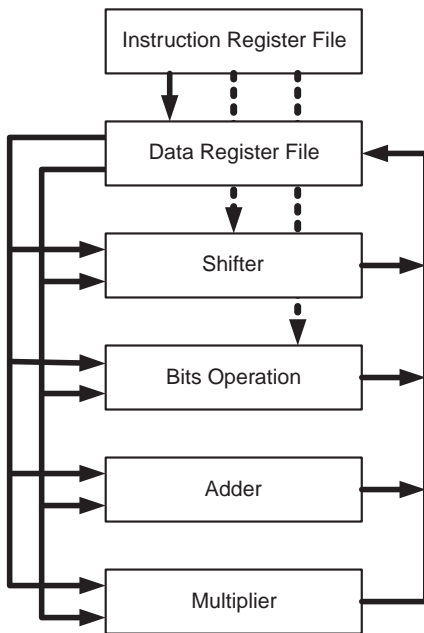 Instruction Register File
Data Register File
Shifter
Bits Operation
Adder
Multiplier